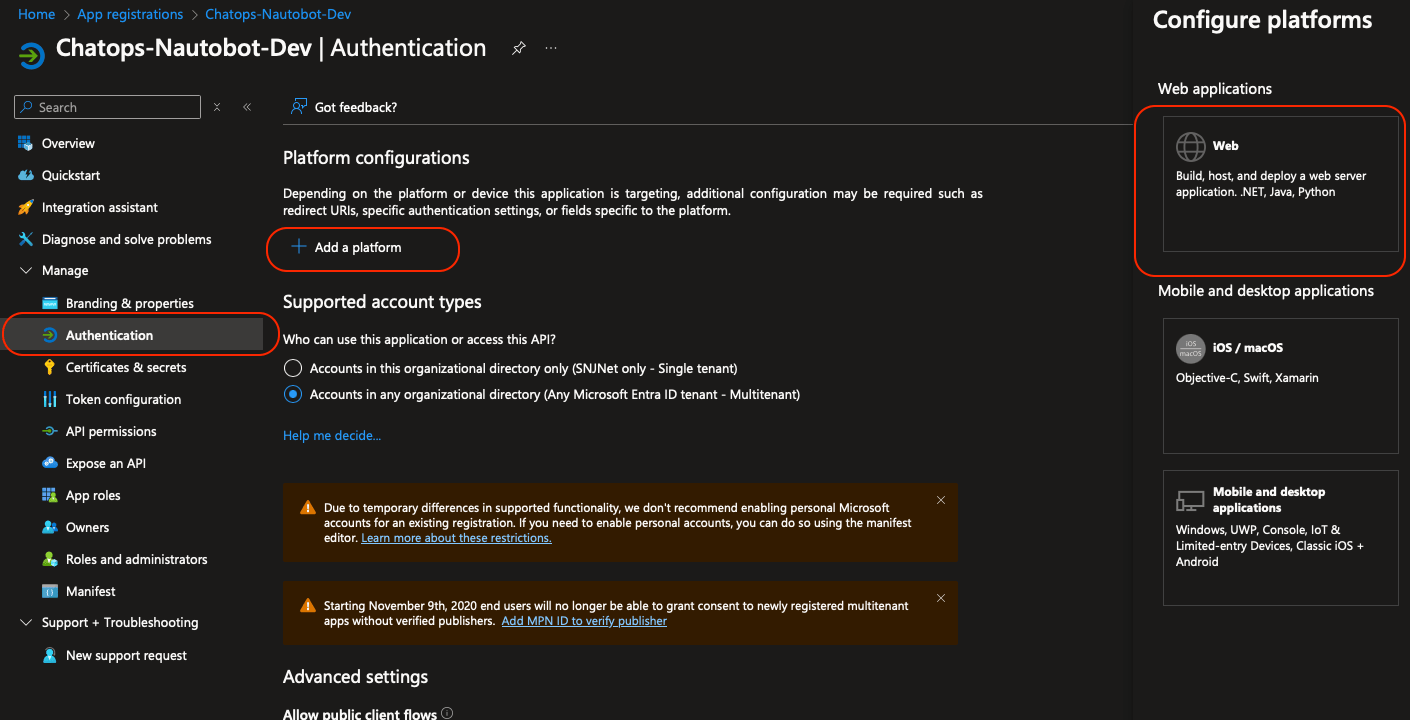 Home > App registrations > Chatops-Nautobot-Dev
Chatops-Nautobot-Dev | Authentication
Search
Overview
Quickstart
Integration assistant
Diagnose and solve problems
Manage
Branding & properties
Authentication
Certificates & secrets
Token configuration
API permissions
Expose an API
App roles
Owners
Roles and administrators
Manifest
Support + Troubleshooting
New support request
Got feedback?
Platform configurations
Depending on the platform or device this application is targeting, additional configuration may be required such as
redirect URIs, specific authentication settings, or fields specific to the platform.
Add a platform
Supported account types
Who can use this application or access this API?
Accounts in this organizational directory only (SNJNet only - Single tenant)
Accounts in any organizational directory (Any Microsoft Entra ID tenant - Multitenant)
Help me decide...
Due to temporary differences in supported functionality, we don't recommend enabling personal Microsoft
accounts for an existing registration. If you need to enable personal accounts, you can do so using the manifest
editor. Learn more about these restrictions.
Starting November 9th, 2020 end users will no longer be able to grant consent to newly registered multitenant
apps without verified publishers. Add MPN ID to verify publisher
Advanced settings
Allow public client flows
Configure platforms
Web applications
Web
Build, host, and deploy a web server
application. .NET, Java, Python
Mobile and desktop applications
iOS
macOS
iOS / macOS
Objective-C, Swift, Xamarin
Mobile and desktop
applications
Windows, UWP, Console, IoT &
Limited-entry Devices, Classic iOS +
Android